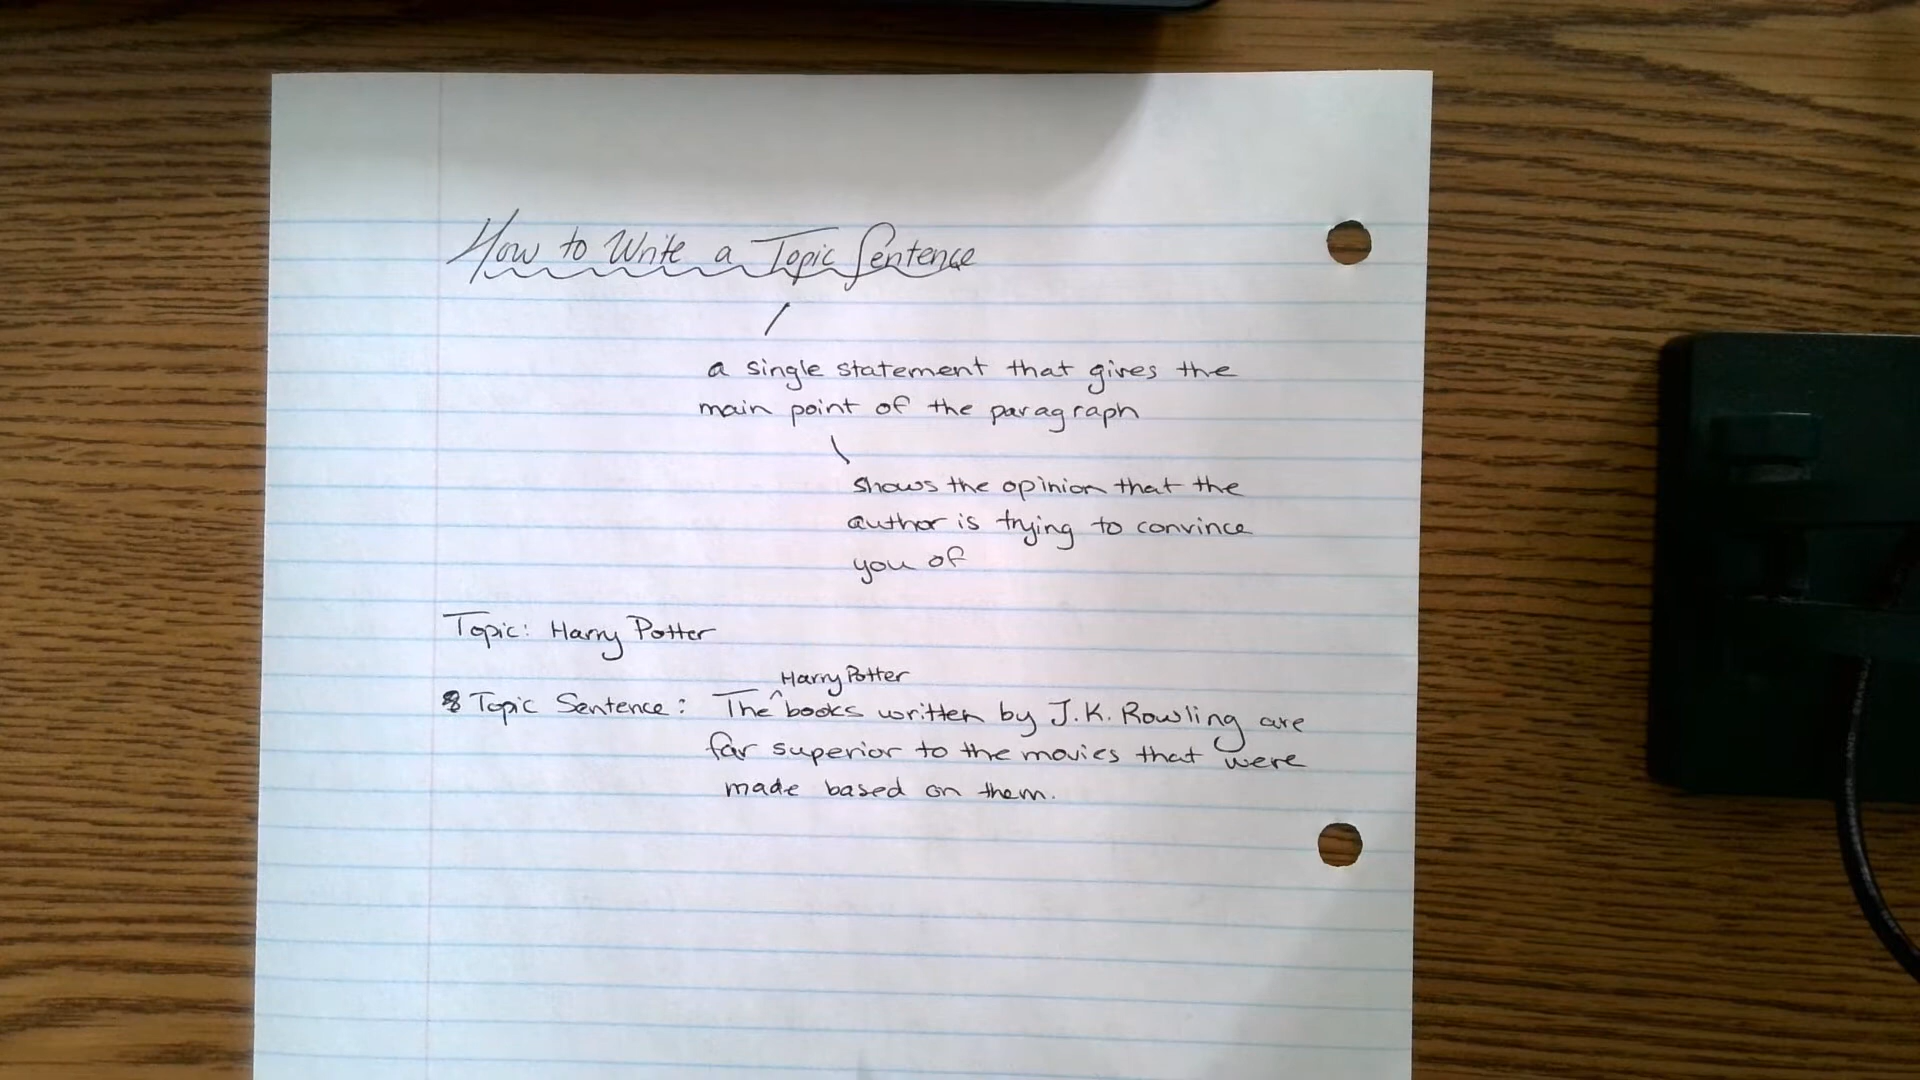 How to Write a Topic Sentence
a single statement that gives the
main point of the paragraph
shows the opinion that the
author is trying to convince
you of
Topic: Harry Potter
Harry Potter
Topic Sentence: The ^ books written by J.K. Rowling are
far superior to the movies that were
made based on them.